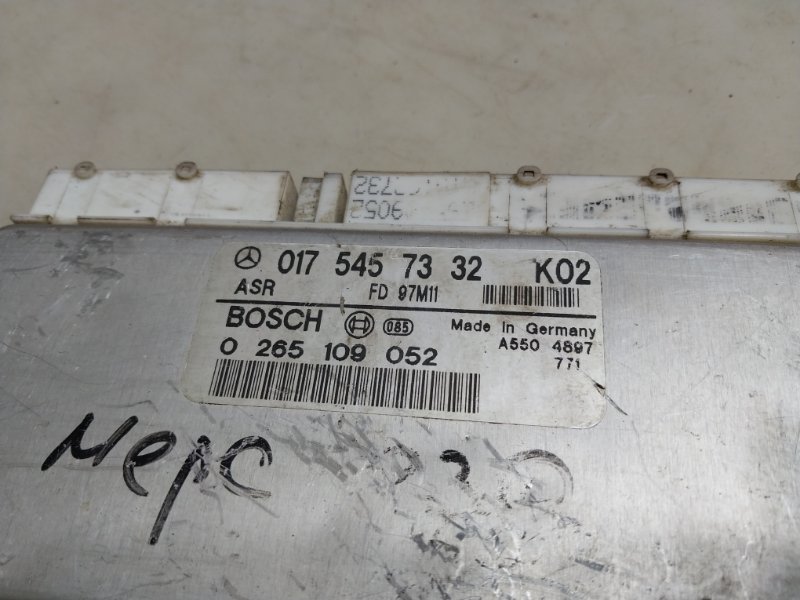 9052
017 545 73 32 K02
ASR FD 97M11
BOSCH 085 Made in Germany
0 265 109 052 A550 4897
771
мерс